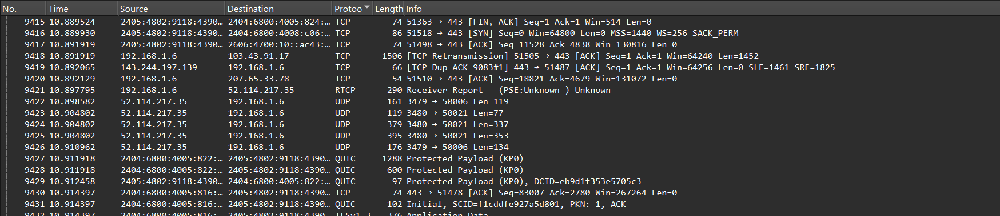 No. Time Source Destination Protoc Length Info
9415 10.889524 2405:4802:9118:4390… 2404:6800:4005:824:… TCP 74 51363 → 443 [FIN, ACK] Seq=1 Ack=1 Win=514 Len=0
9416 10.889930 2405:4802:9118:4390… 2404:6800:4008:c06:… TCP 86 51518 → 443 [SYN] Seq=0 Win=64800 Len=0 MSS=1440 WS=256 SACK_PERM
9417 10.891919 2405:4802:9118:4390… 2606:4700:10::ac43:… TCP 74 51498 → 443 [ACK] Seq=11528 Ack=4838 Win=130816 Len=0
9418 10.891919 192.168.1.6 103.43.91.17 TCP 1506 [TCP Retransmission] 51505 → 443 [ACK] Seq=1 Ack=1 Win=64240 Len=1452
9419 10.892065 143.244.197.139 192.168.1.6 TCP 66 [TCP Dup ACK 9083#1] 443 → 51487 [ACK] Seq=1 Ack=1 Win=64256 Len=0 SLE=1461 SRE=1825
9420 10.892129 192.168.1.6 207.65.33.78 TCP 54 51510 → 443 [ACK] Seq=18821 Ack=4679 Win=131072 Len=0
9421 10.897795 192.168.1.6 52.114.217.35 RTCP 290 Receiver Report (PSE:Unknown ) Unknown
9422 10.898582 52.114.217.35 192.168.1.6 UDP 161 3479 → 50006 Len=119
9423 10.904802 52.114.217.35 192.168.1.6 UDP 119 3480 → 50021 Len=77
9424 10.904802 52.114.217.35 192.168.1.6 UDP 379 3480 → 50021 Len=337
9425 10.904802 52.114.217.35 192.168.1.6 UDP 395 3480 → 50021 Len=353
9426 10.910962 52.114.217.35 192.168.1.6 UDP 176 3479 → 50006 Len=134
9427 10.911918 2404:6800:4005:822:… 2405:4802:9118:4390… QUIC 1288 Protected Payload (KP0)
9428 10.911918 2404:6800:4005:822:… 2405:4802:9118:4390… QUIC 600 Protected Payload (KP0)
9429 10.912458 2405:4802:9118:4390… 2404:6800:4005:822:… QUIC 97 Protected Payload (KP0), DCID=eb9d1f353e5705c3
9430 10.914397 2404:6800:4005:816:… 2405:4802:9118:4390… TCP 74 443 → 51478 [ACK] Seq=83007 Ack=2780 Win=267264 Len=0
9431 10.914397 2404:6800:4005:816:… 2405:4802:9118:4390… QUIC 102 Initial, SCID=f1cddfe927a5d801, PKN: 1, ACK
9432 10.914397 2404:6800:4005:816:… 2405:4802:9118:4390… TLSv1.3 376 Application Data